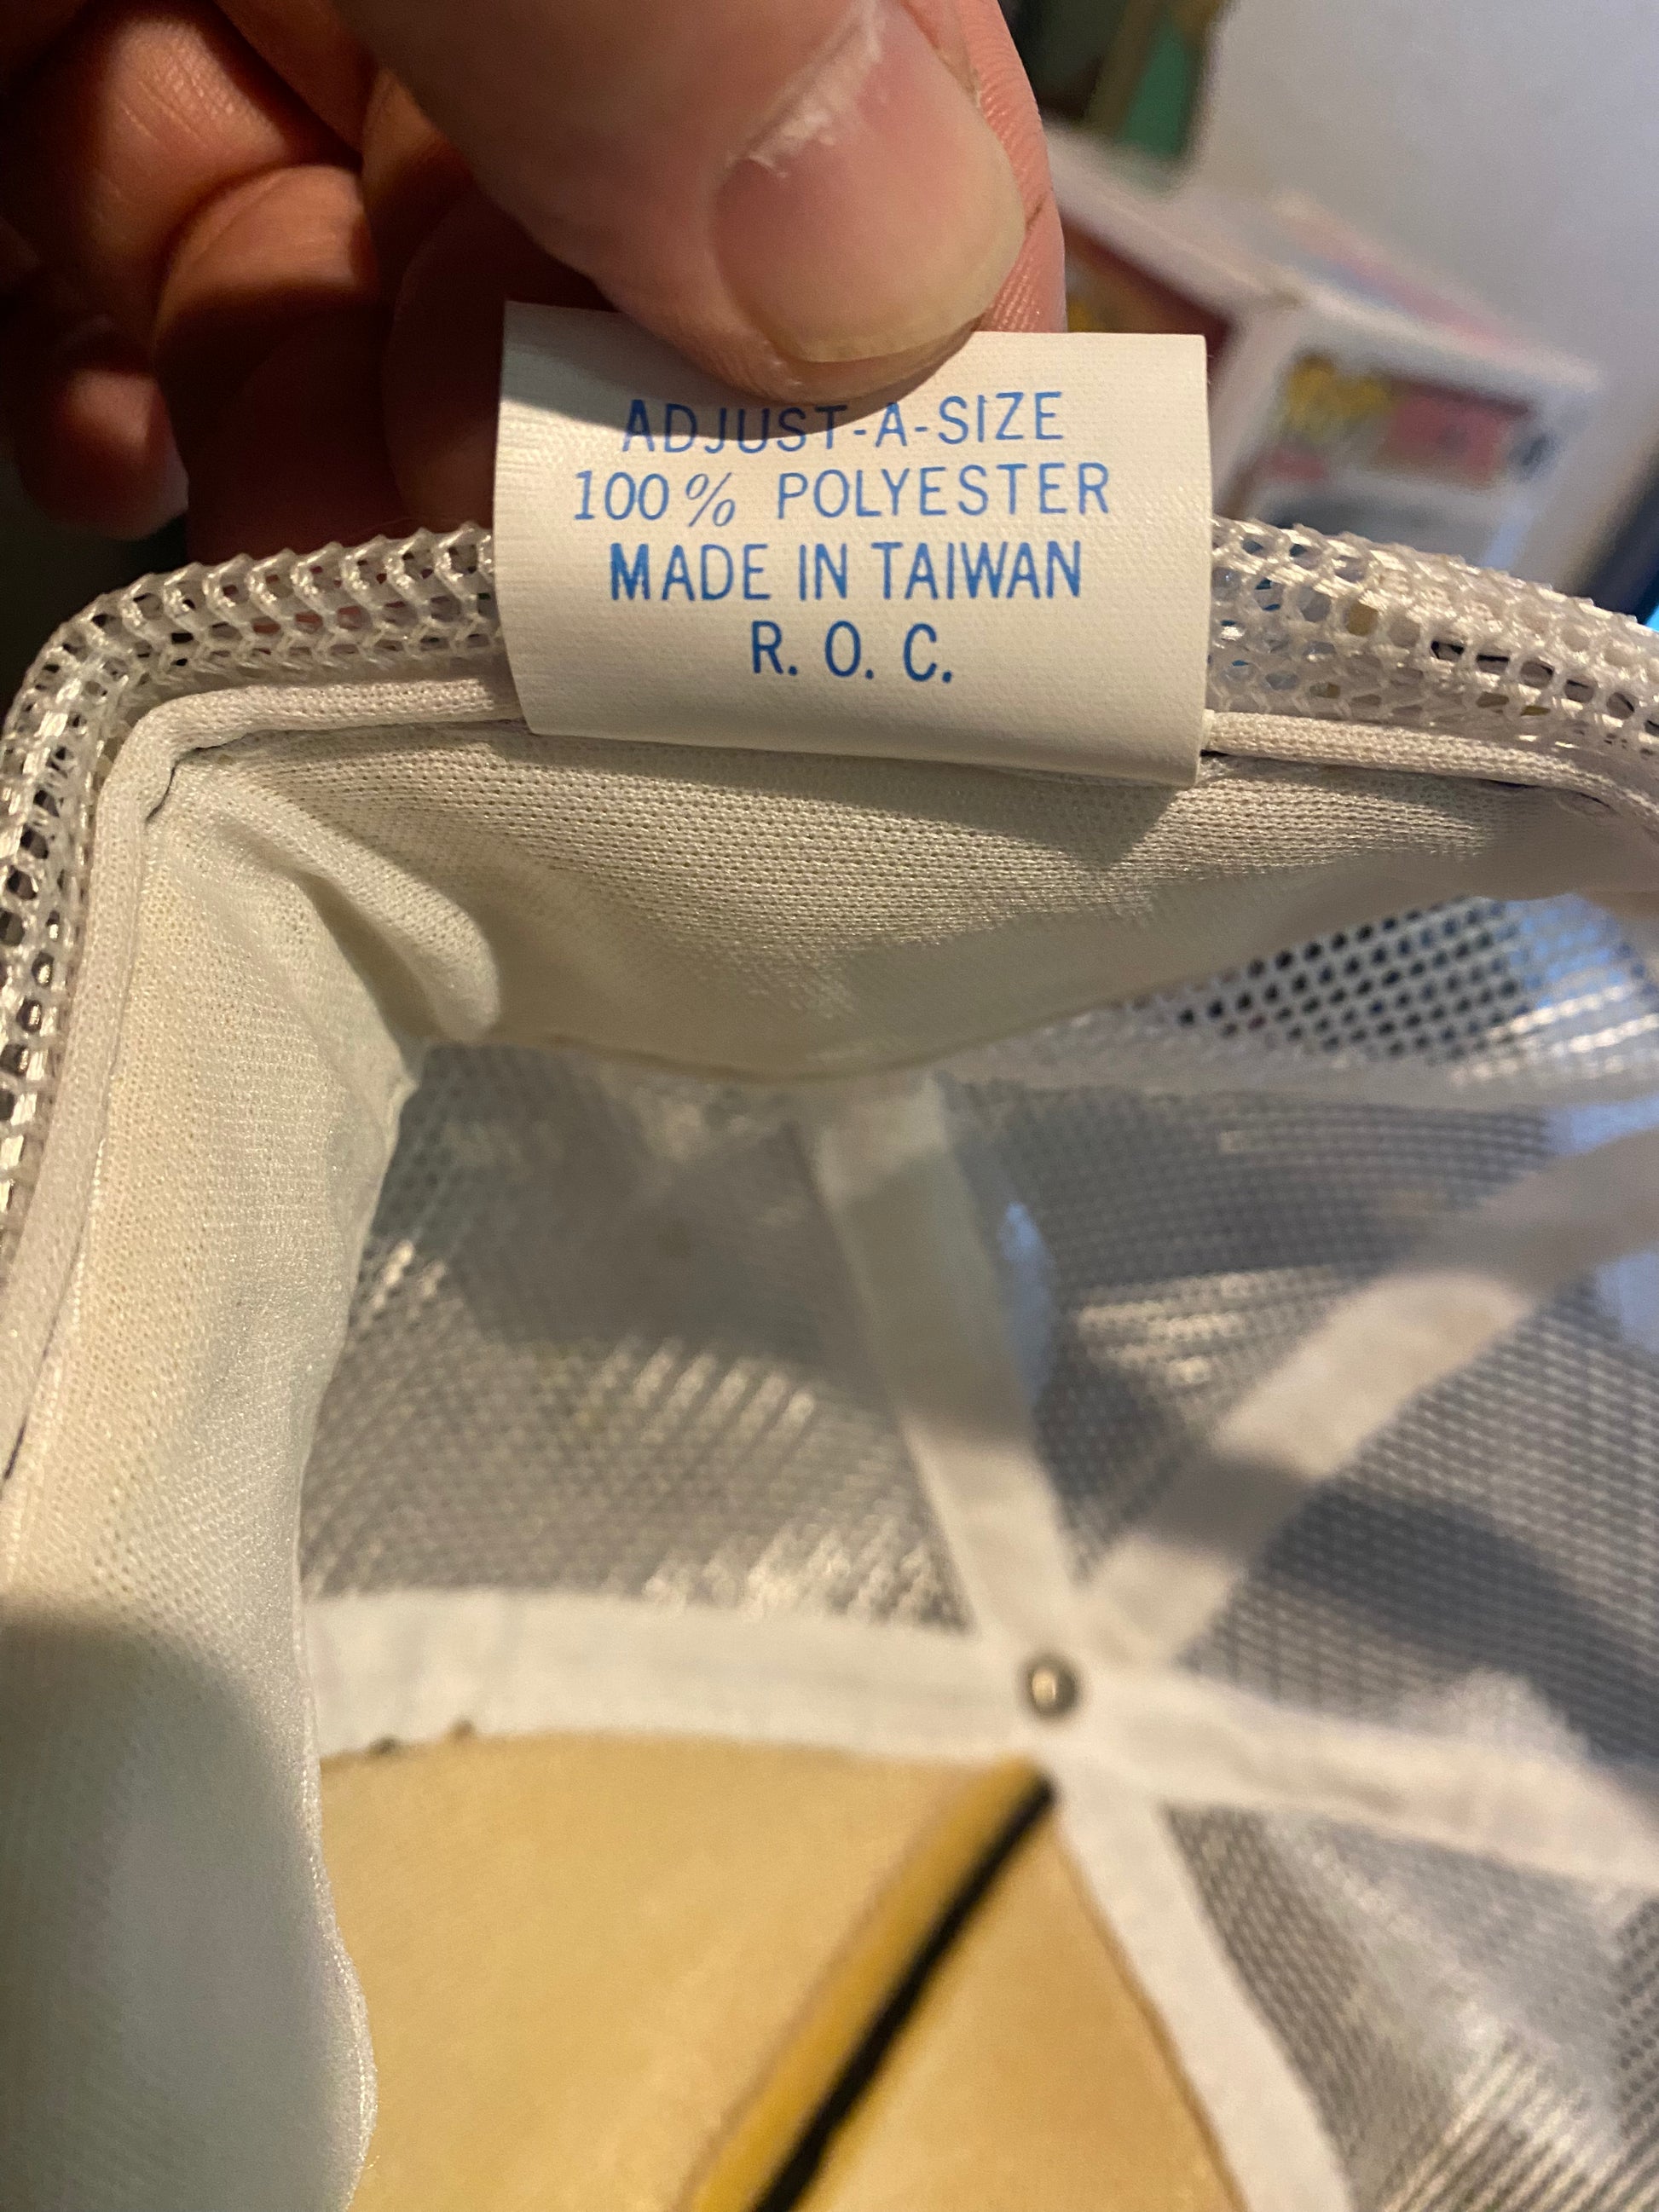 ADJUST-A-SIZE
100% POLYESTER
MADE IN TAIWAN
R. O. C.